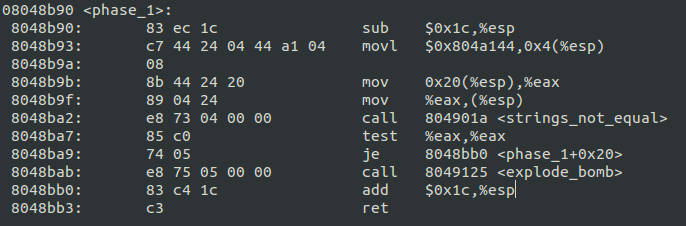 08048b90 <phase_1>:
8048b90: 83 ec 1c sub $0x1c,%esp
8048b93: c7 44 24 04 44 a1 04 movl $0x804a144,0x4(%esp)
8048b9a: 08
8048b9b: 8b 44 24 20 mov 0x20(%esp),%eax
8048b9f: 89 04 24 mov %eax,(%esp)
8048ba2: e8 73 04 00 00 call 804901a <strings_not_equal>
8048ba7: 85 c0 test %eax,%eax
8048ba9: 74 05 je 8048bb0 <phase_1+0x20>
8048bab: e8 75 05 00 00 call 8049125 <explode_bomb>
8048bb0: 83 c4 1c add $0x1c,%esp
8048bb3: c3 ret